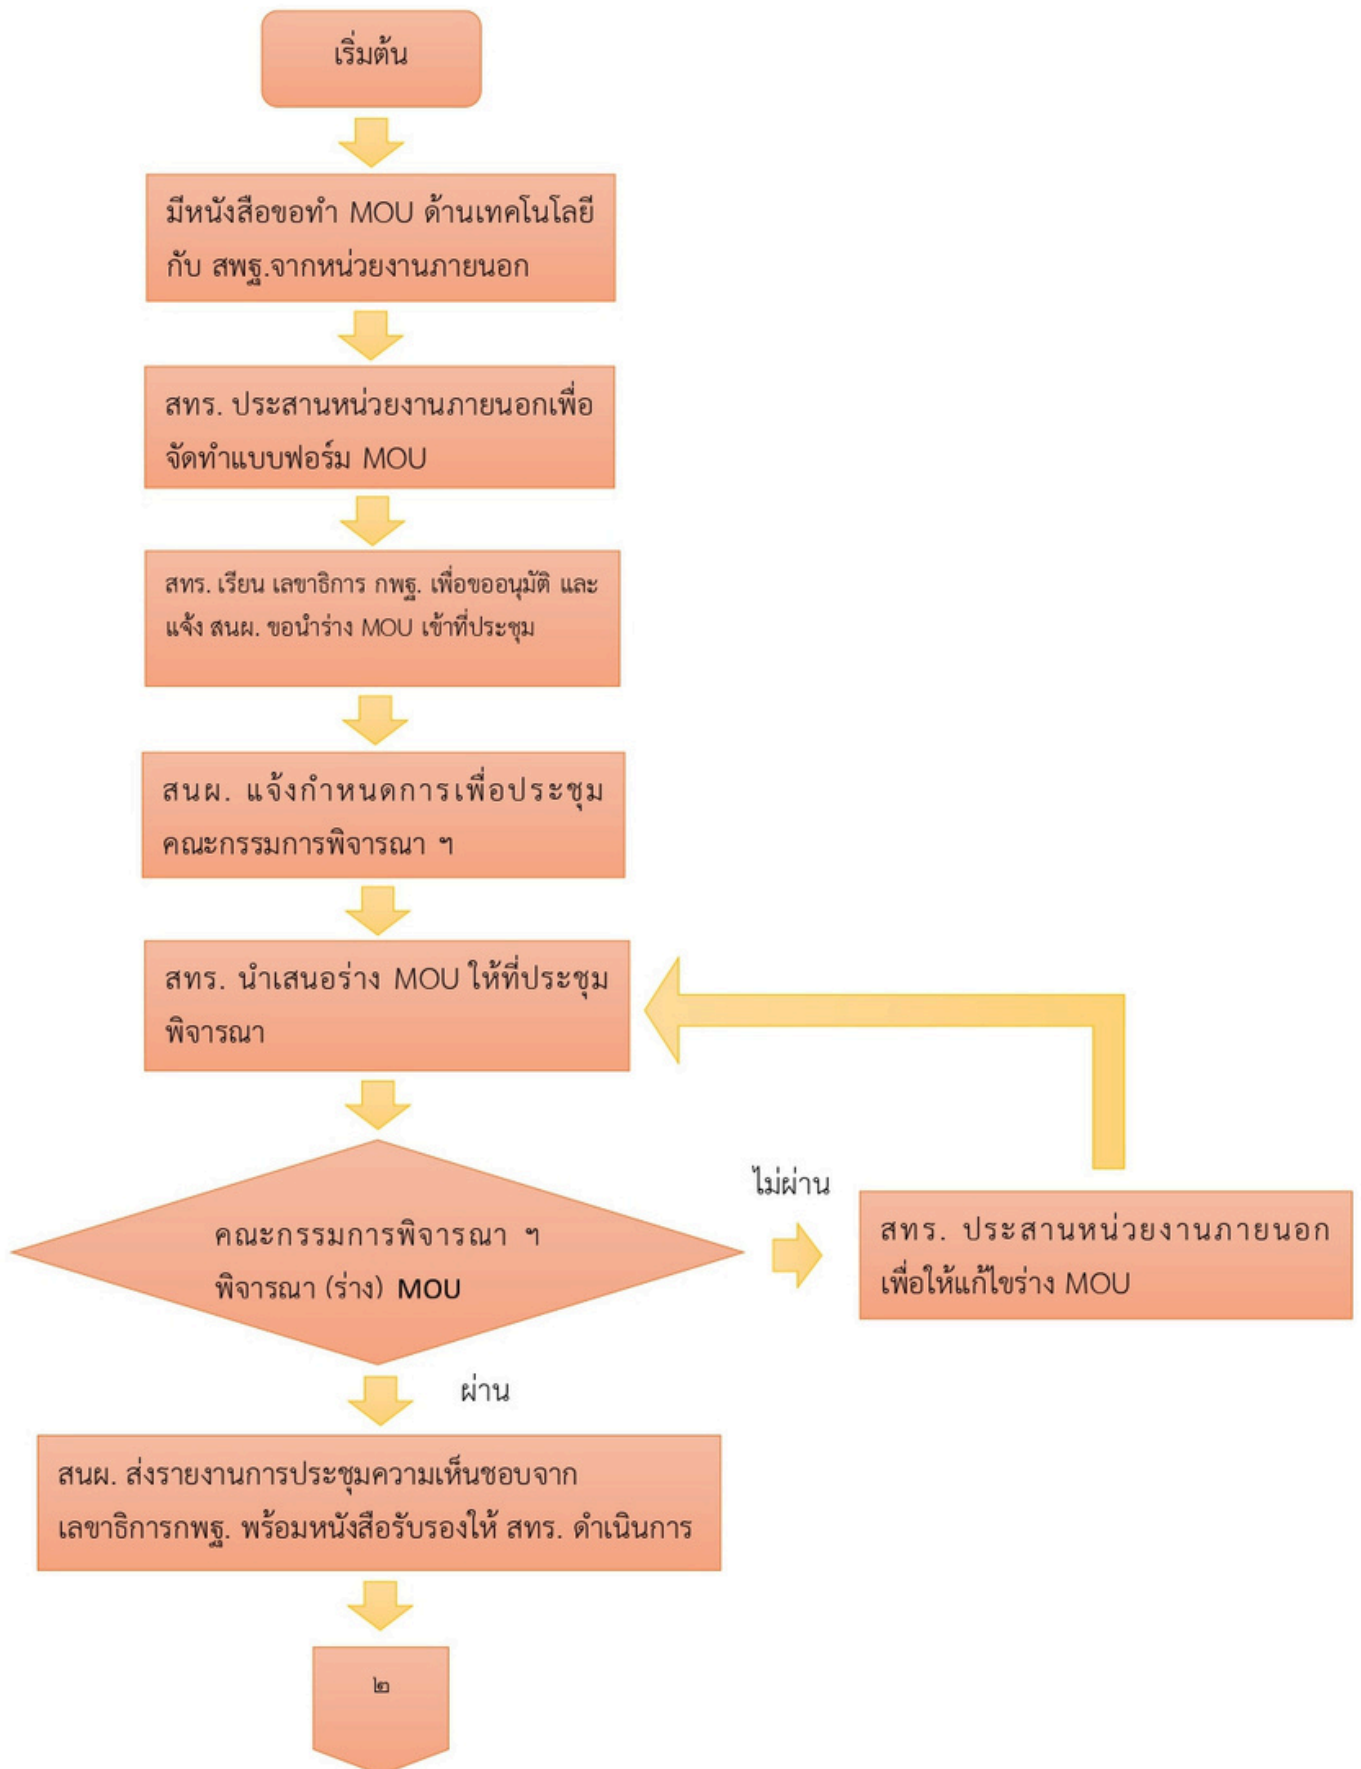 เริ่มต้น
มีหนังสือขอทำ MOU ด้านเทคโนโลยี
กับ สพฐ.จากหน่วยงานภายนอก
สทร. ประสานหน่วยงานภายนอกเพื่อ
จัดทำแบบฟอร์ม MOU
สทร. เรียน เลขาธิการ กพฐ. เพื่อขออนุมัติ และ
แจ้ง สนผ. ขอนำร่าง MOU เข้าที่ประชุม
สนผ. แจ้งกำหนดการเพื่อประชุม
คณะกรรมการพิจารณา ฯ
สทร. นำเสนอร่าง MOU ให้ที่ประชุม
พิจารณา
คณะกรรมการพิจารณา ฯ
พิจารณา (ร่าง) MOU
ไม่ผ่าน
สทร. ประสานหน่วยงานภายนอก
เพื่อให้แก้ไขร่าง MOU
ผ่าน
สนผ. ส่งรายงานการประชุมความเห็นชอบจาก
เลขาธิการกพฐ. พร้อมหนังสือรับรองให้ สทร. ดำเนินการ
๒